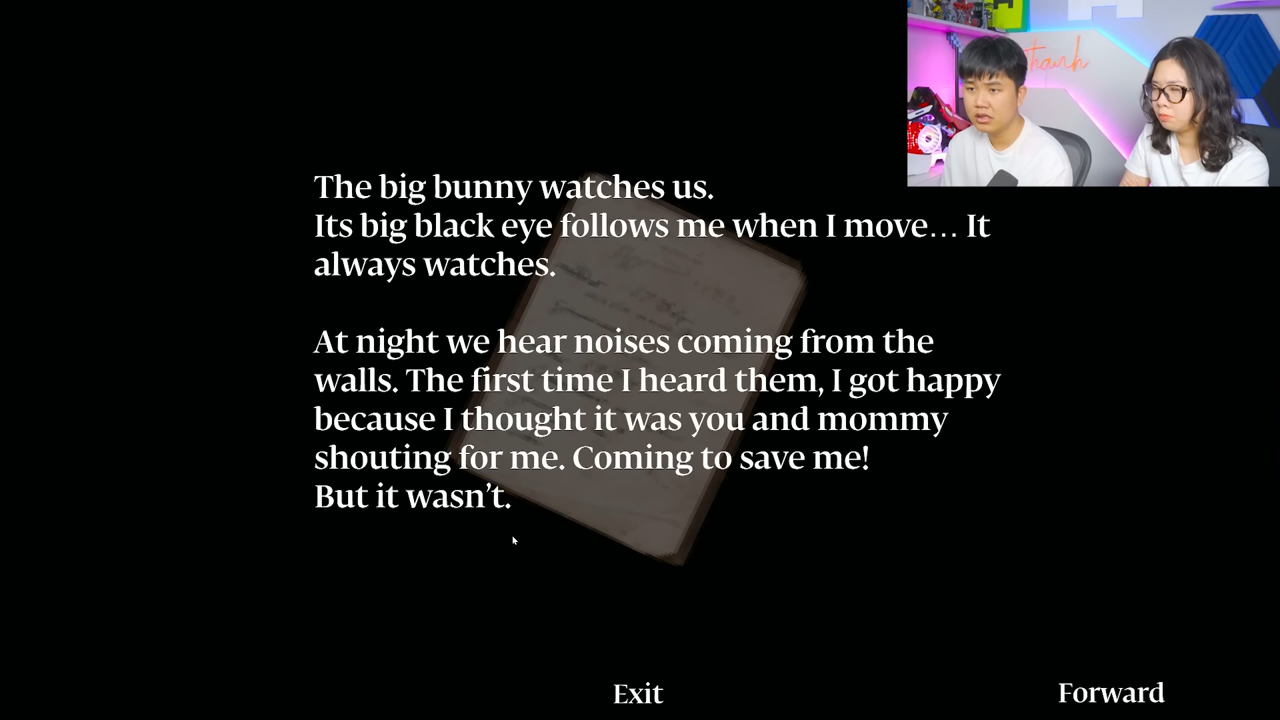 thạnh
The big bunny watches us.
Its big black eye follows me when I move... It
always watches.
At night we hear noises coming from the
walls. The first time I heard them, I got happy
because I thought it was you and mommy
shouting for me. Coming to save me!
But it wasn’t.
Exit
Forward